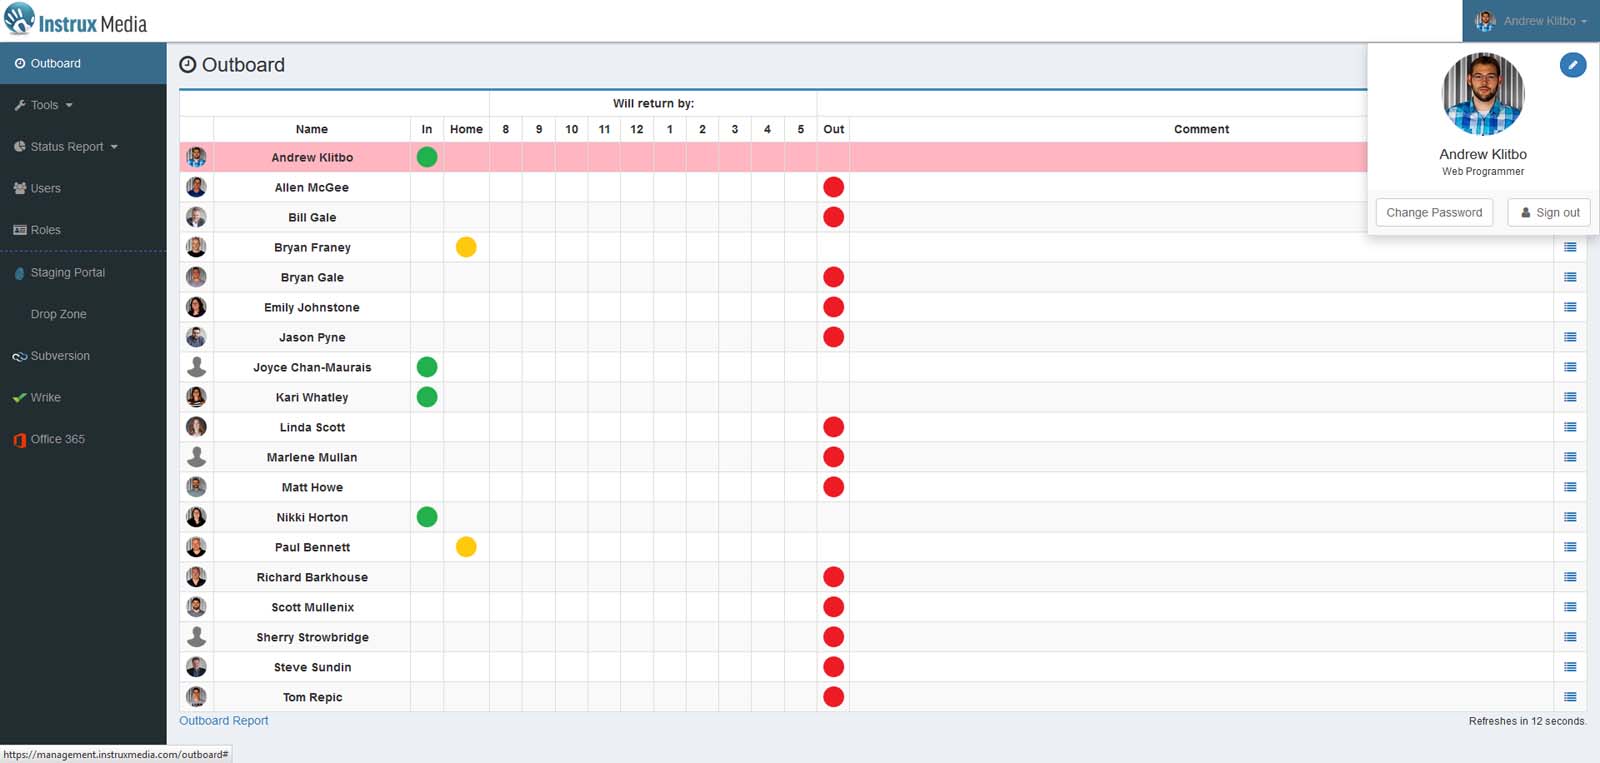 Instrux Media
Andrew Klitbo
Outboard
Tools
Status Report
Users
Roles
Staging Portal
Drop Zone
Subversion
Wrike
Office 365
Outboard
Will return by:
Name In Home 8 9 10 11 12 1 2 3 4 5 Out Comment
Andrew Klitbo
Allen McGee
Bill Gale
Bryan Franey
Bryan Gale
Emily Johnstone
Jason Pyne
Joyce Chan-Maurais
Kari Whatley
Linda Scott
Marlene Mullan
Matt Howe
Nikki Horton
Paul Bennett
Richard Barkhouse
Scott Mullenix
Sherry Strowbridge
Steve Sundin
Tom Repic
Outboard Report
Refreshes in 12 seconds.
Andrew Klitbo
Web Programmer
Change Password
Sign out
https://management.instruxmedia.com/outboard#